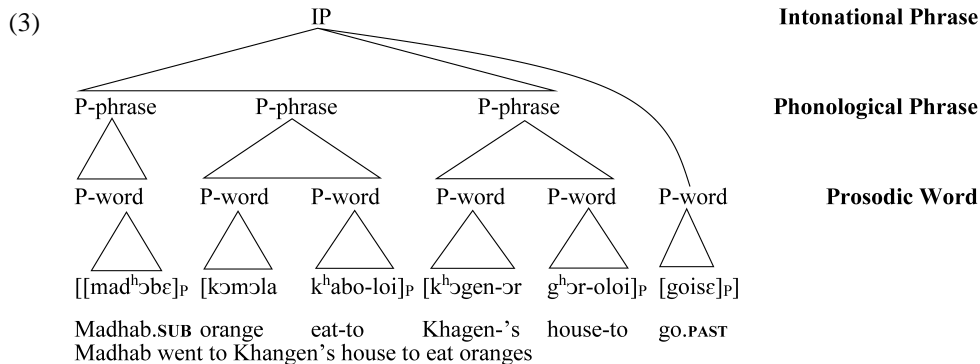 (3) IP Intonational Phrase
P-phrase P-phrase P-phrase Phonological Phrase
P-word P-word P-word P-word P-word P-word Prosodic Word
[[madʰɔbɛ]ₚ [kɔmɔla kʰabo-loi]ₚ [kʰɔgen-ɔr gʰɔr-oloi]ₚ [goisɛ]ₚ]
Madhab.SUB orange eat-to Khagen-'s house-to go.PAST
Madhab went to Khangen's house to eat oranges